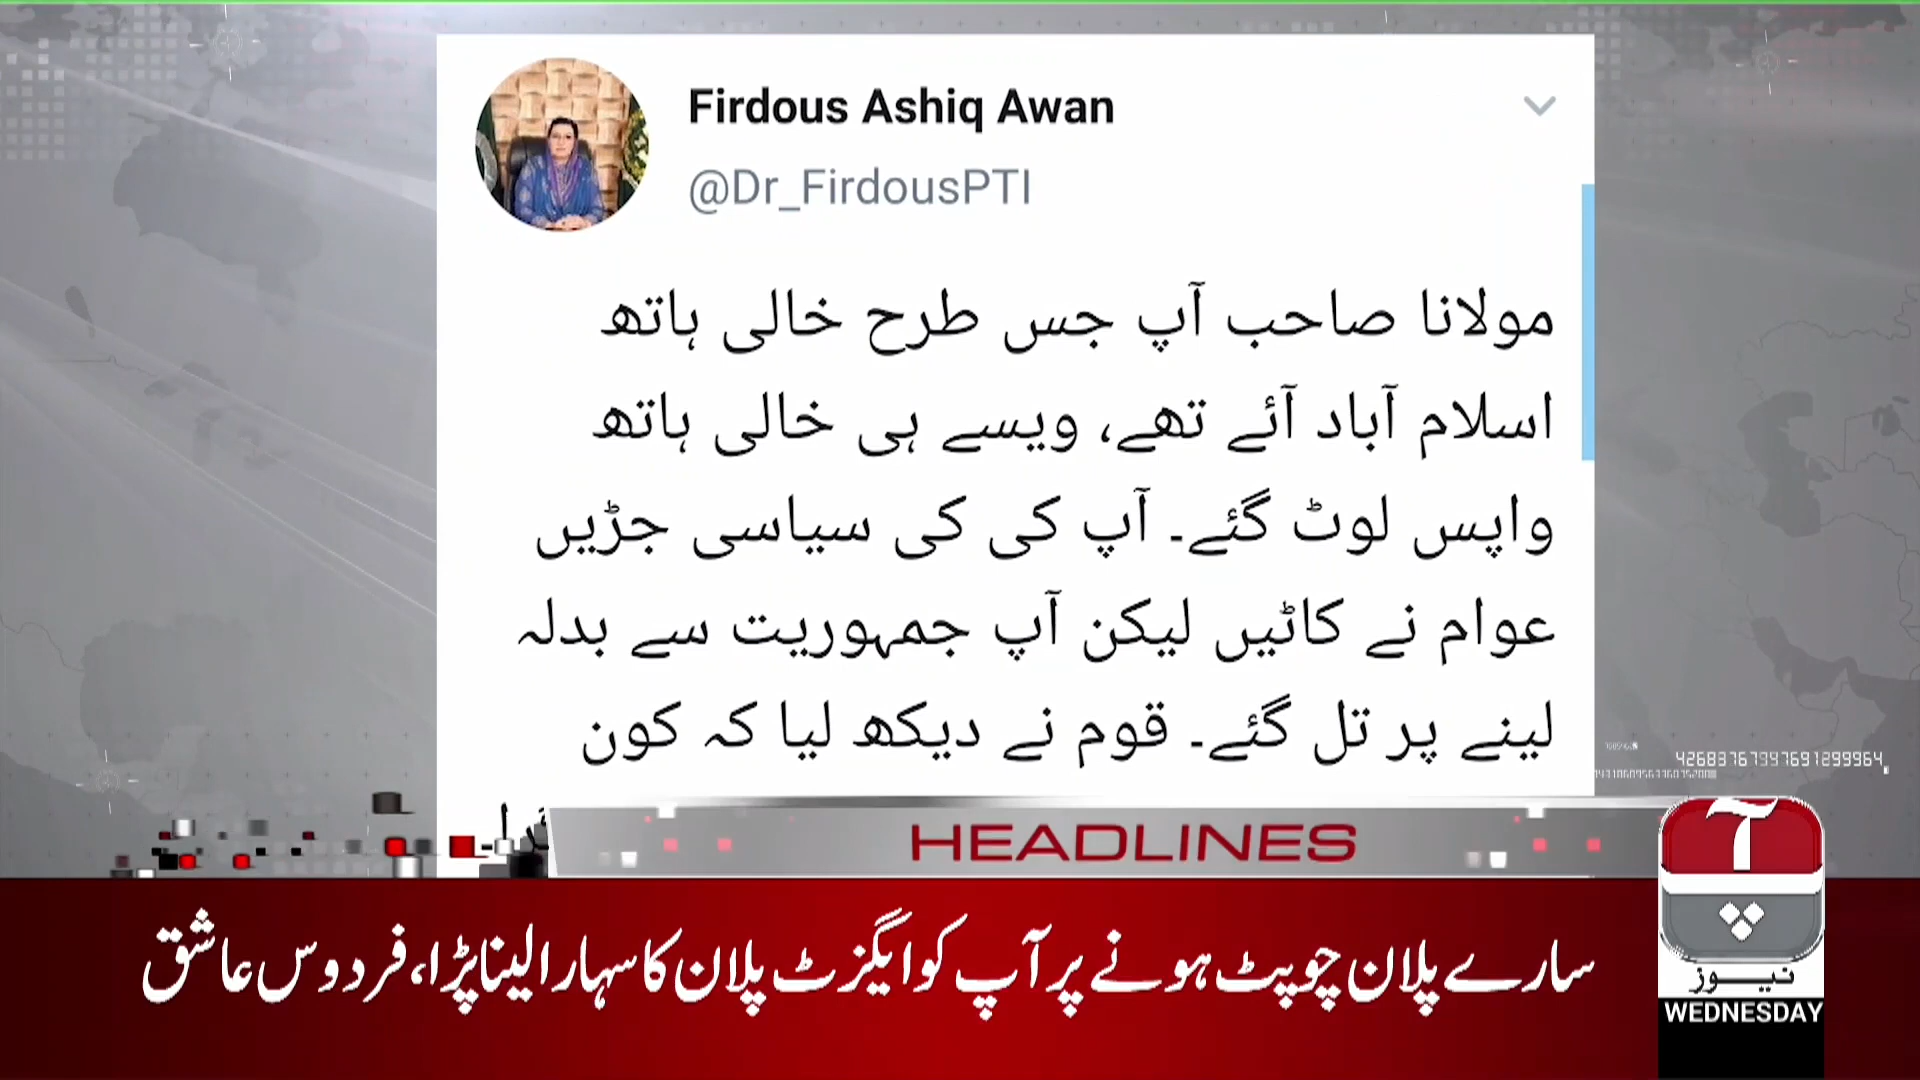 Firdous Ashiq Awan
@Dr_FirdousPTI
مولانا صاحب آپ جس طرح خالی ہاتھ
اسلام آباد آئے تھے، ویسے ہی خالی ہاتھ
واپس لوٹ گئے۔ آپ کی کی سیاسی جڑیں
عوام نے کاٹیں لیکن آپ جمہوریت سے بدلہ
لینے پر تل گئے۔ قوم نے دیکھ لیا کہ کون
42683767997691299964
HEADLINES
سارے پلان چوپٹ ہونے پر آپ کو ایگزٹ پلان کا سہارا لینا پڑا، فردوس عاشق
آپ
نیوز
WEDNESDAY